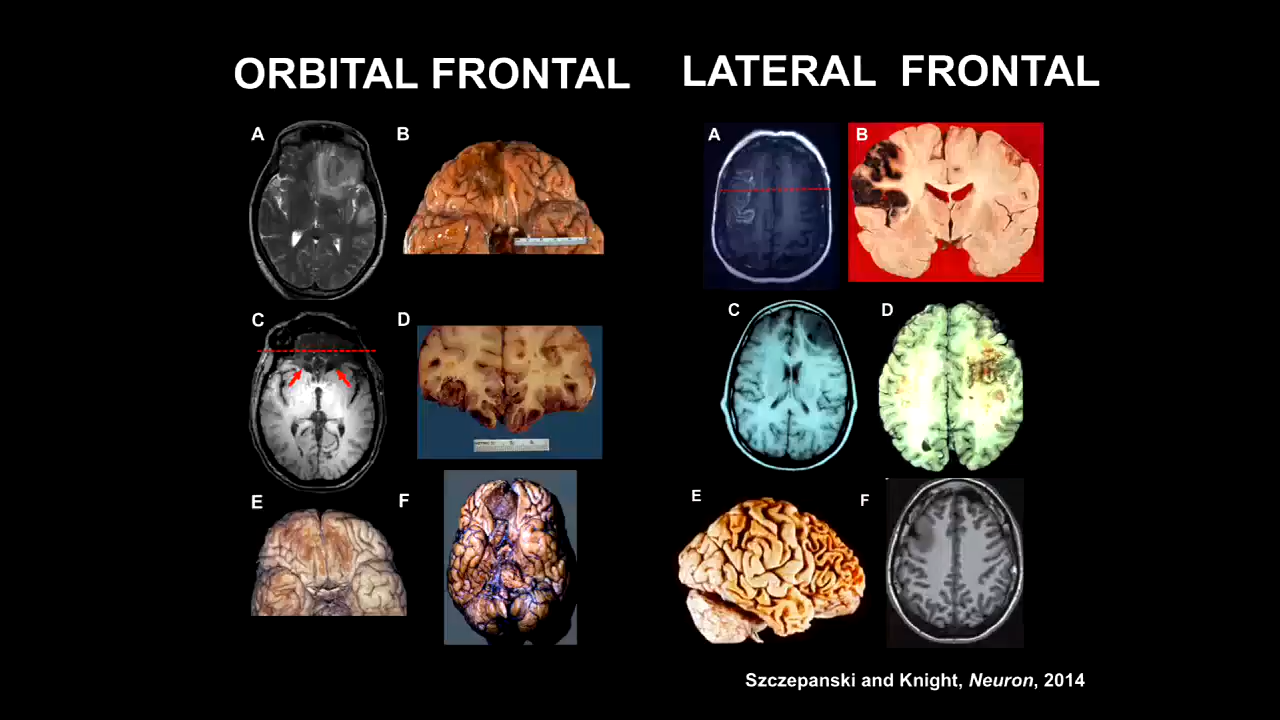 ORBITAL FRONTAL
LATERAL FRONTAL
A
B
C
D
E
F
A
B
C
D
E
F
Szczepanski and Knight, Neuron, 2014